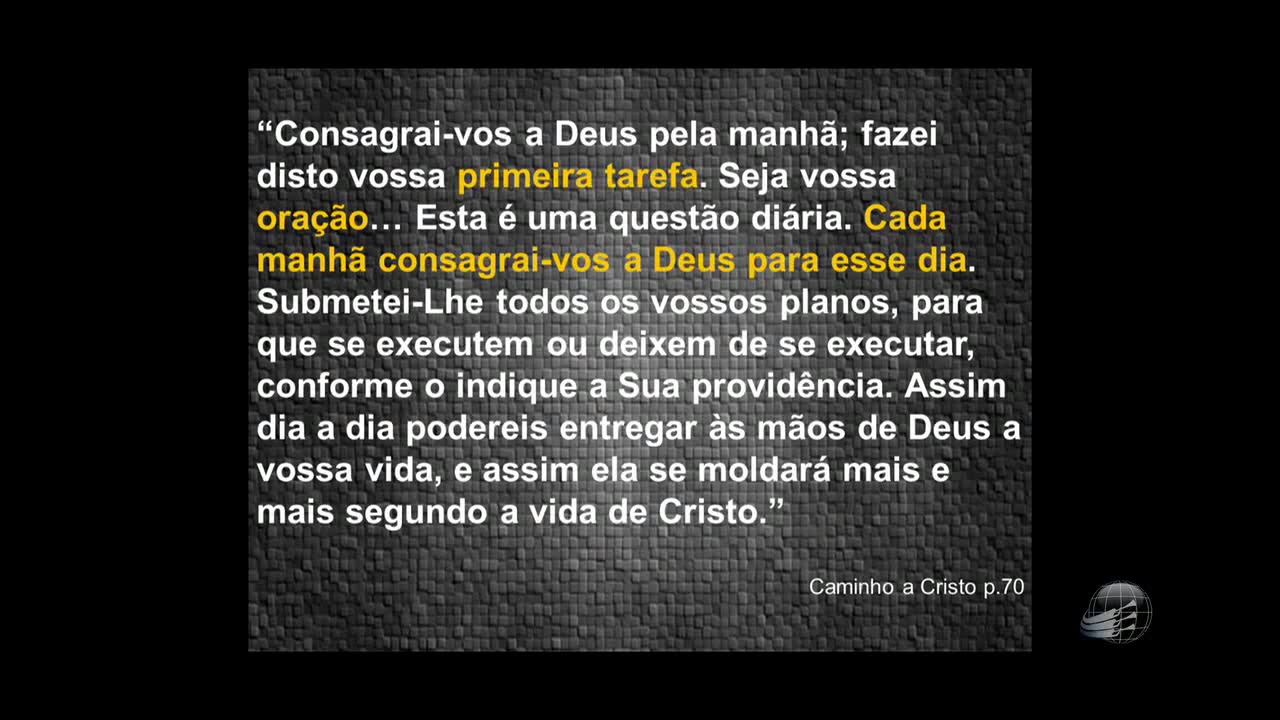 “Consagrai-vos a Deus pela manhã; fazei
disto vossa primeira tarefa. Seja vossa
oração… Esta é uma questão diária. Cada
manhã consagrai-vos a Deus para esse dia.
Submetei-Lhe todos os vossos planos, para
que se executem ou deixem de se executar,
conforme o indique a Sua providência. Assim
dia a dia podereis entregar às mãos de Deus a
vossa vida, e assim ela se moldará mais e
mais segundo a vida de Cristo.”
Caminho a Cristo p.70